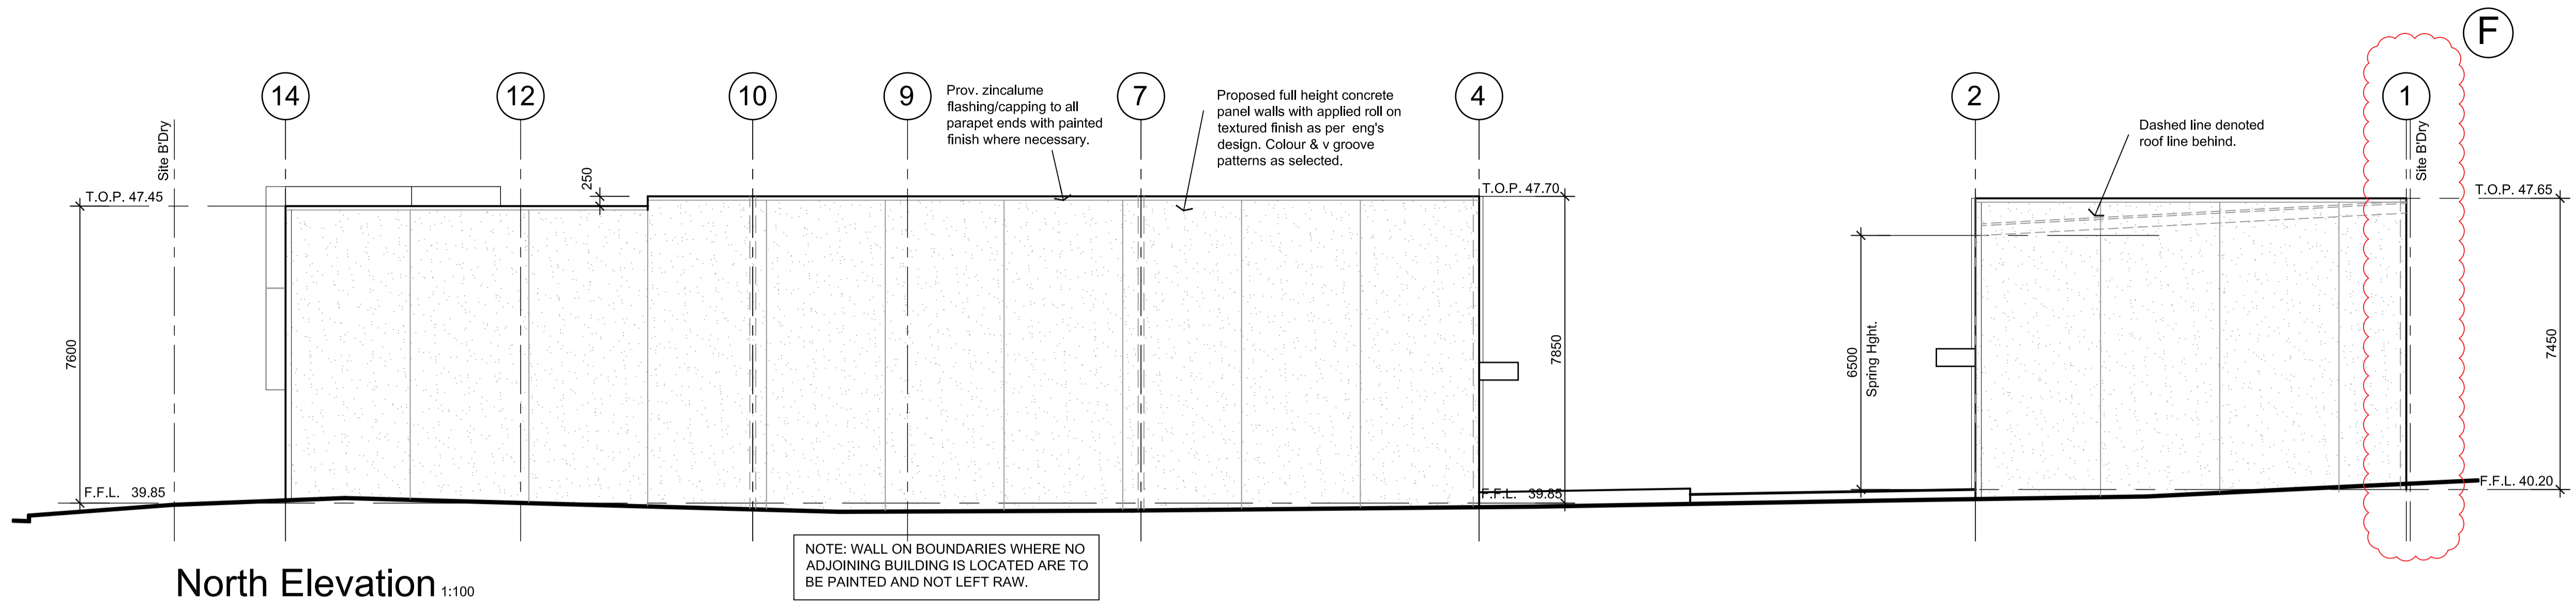 F
14
12
10
9
7
4
2
1
Site B'Dry
Prov. zincalume
flashing/capping to all
parapet ends with painted
finish where necessary.
Proposed full height concrete
panel walls with applied roll on
textured finish as per eng's
design. Colour & v groove
patterns as selected.
Dashed line denoted
roof line behind.
Site B'Dry
T.O.P. 47.45
250
T.O.P. 47.70
T.O.P. 47.65
7600
7850
6500
Spring Hght.
7450
F.F.L. 39.85
F.F.L. 39.85
F.F.L. 40.20
NOTE: WALL ON BOUNDARIES WHERE NO
ADJOINING BUILDING IS LOCATED ARE TO
BE PAINTED AND NOT LEFT RAW.
North Elevation 1:100